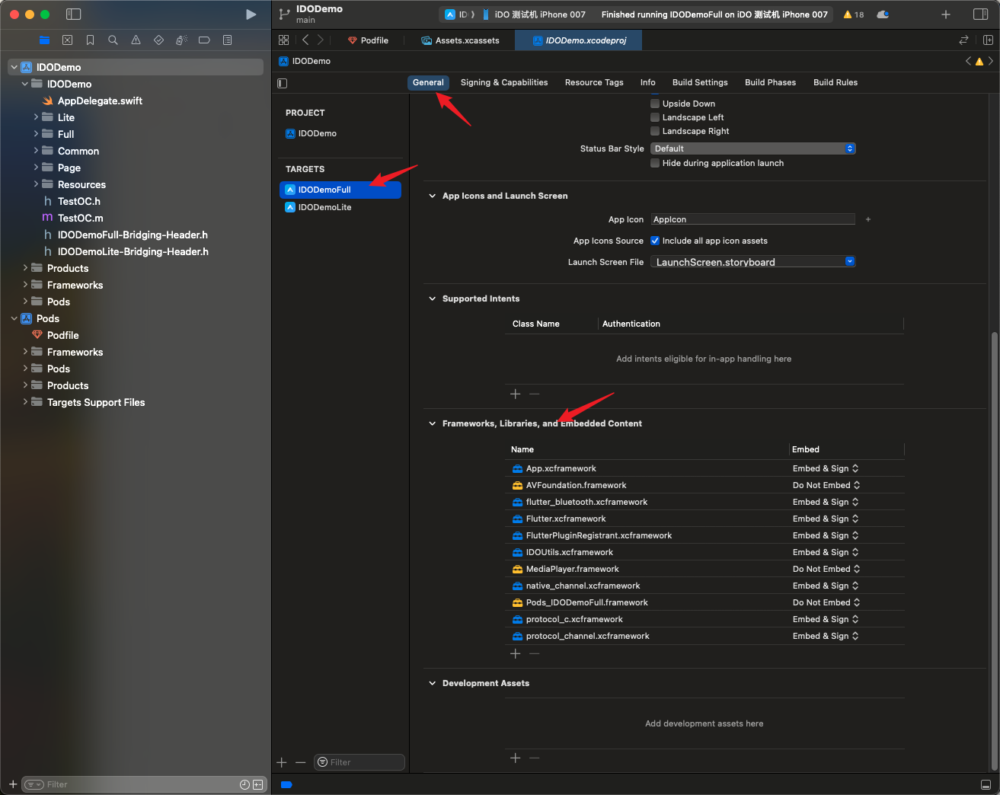 IDODemo
main
ID
iDO 测试机 iPhone 007
Finished running IDODemoFull on iDO 测试机 iPhone 007
18
Podfile
Assets.xcassets
IDODemo.xcodeproj
IDODemo
General
Signing & Capabilities
Resource Tags
Info
Build Settings
Build Phases
Build Rules
IDODemo
IDODemo
AppDelegate.swift
Lite
Full
Common
Page
Resources
h TestOC.h
m TestOC.m
h IDODemoFull-Bridging-Header.h
h IDODemoLite-Bridging-Header.h
Products
Frameworks
Pods
Pods
Podfile
Frameworks
Pods
Products
Targets Support Files
Filter
PROJECT
IDODemo
TARGETS
IDODemoFull
IDODemoLite
Filter
Upside Down
Landscape Left
Landscape Right
Status Bar Style Default
Hide during application launch
App Icons and Launch Screen
App Icon AppIcon
App Icons Source Include all app icon assets
Launch Screen File LaunchScreen.storyboard
Supported Intents
Class Name Authentication
Add intents eligible for in-app handling here
Frameworks, Libraries, and Embedded Content
Name Embed
App.xcframework Embed & Sign
AVFoundation.framework Do Not Embed
flutter_bluetooth.xcframework Embed & Sign
Flutter.xcframework Embed & Sign
FlutterPluginRegistrant.xcframework Embed & Sign
IDOUtils.xcframework Embed & Sign
MediaPlayer.framework Do Not Embed
native_channel.xcframework Embed & Sign
Pods_IDODemoFull.framework Do Not Embed
protocol_c.xcframework Embed & Sign
protocol_channel.xcframework Embed & Sign
Development Assets
Add development assets here